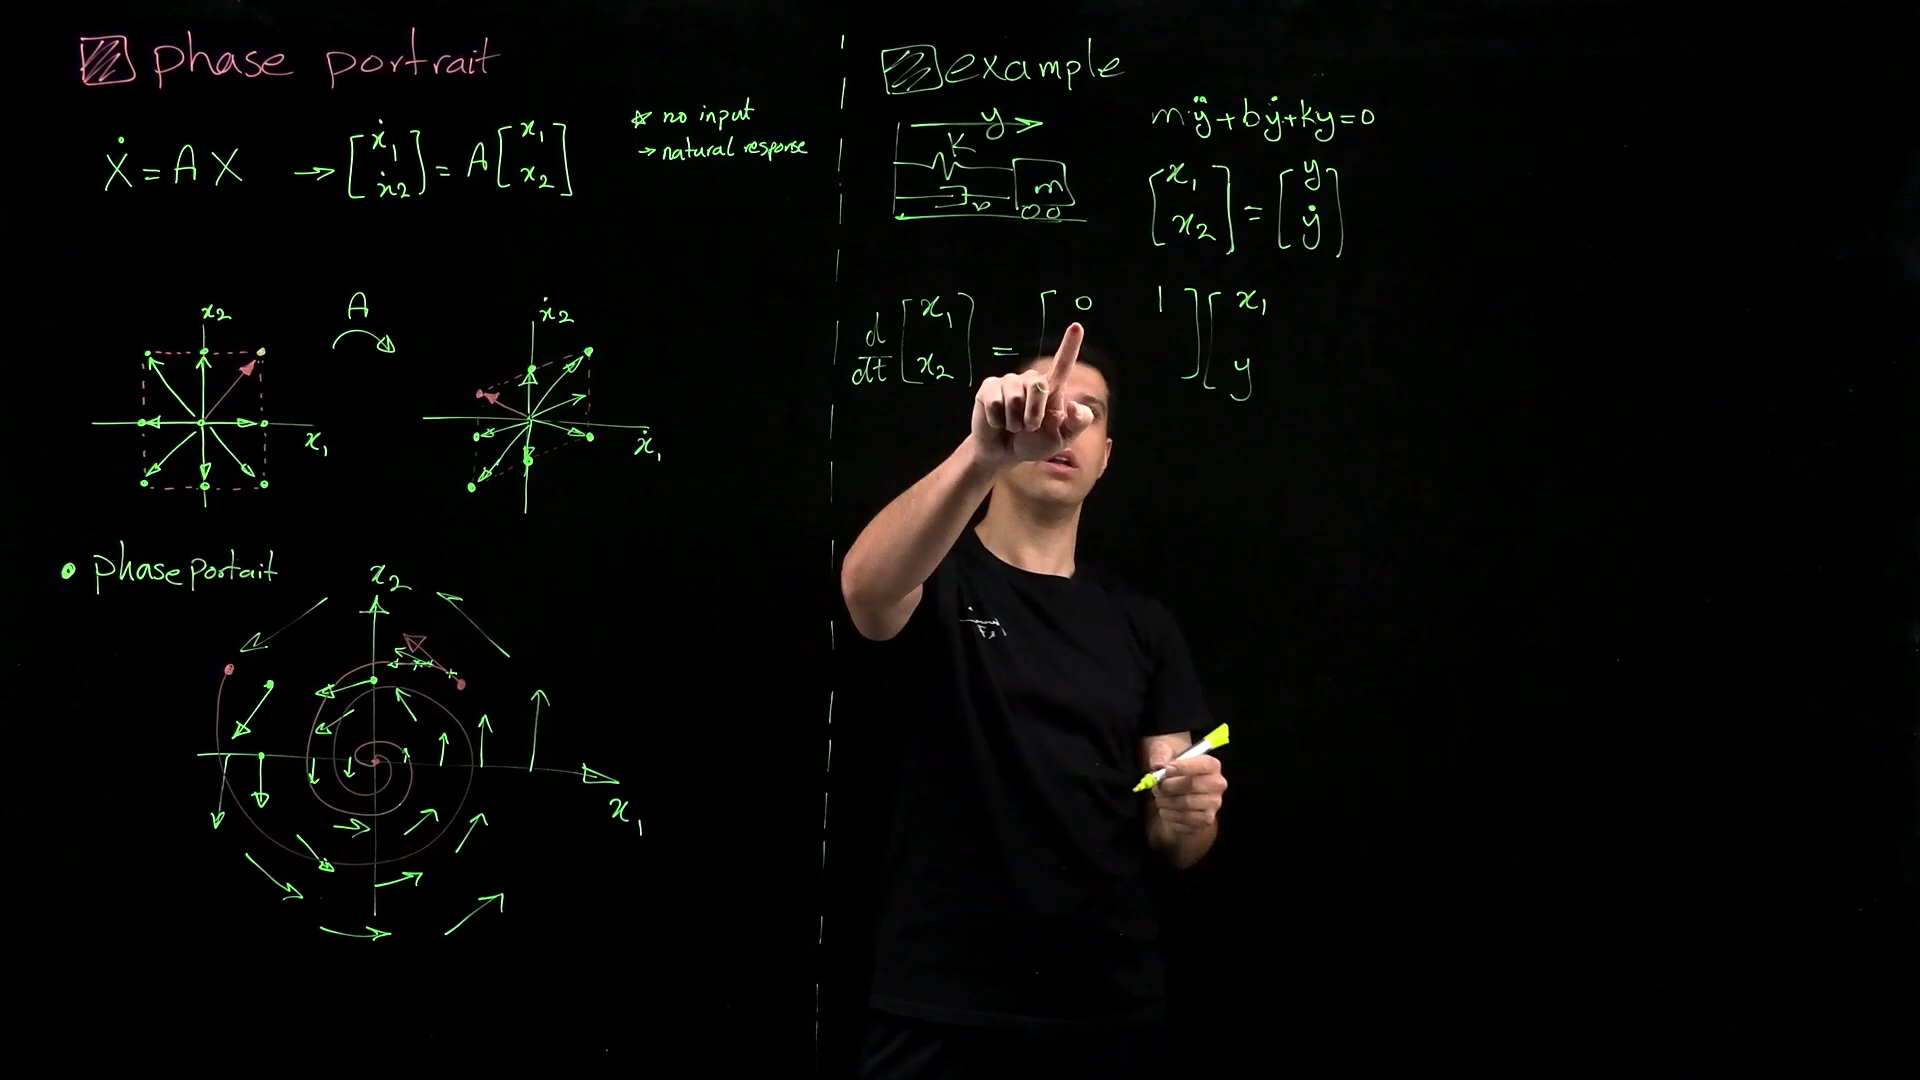 phase portrait
Ẋ = A X → [ẋ₁ ẋ₂] = A [x₁ x₂]
* no input
→ natural response
x₂
A
ẋ₂
x₁
ẋ₁
• phase portait
x₂
x₁
example
y
K
m
mÿ + bẏ + ky = 0
[x₁ x₂] = [y ẏ]
d/dt [x₁ x₂] = [0 1] [x₁ y